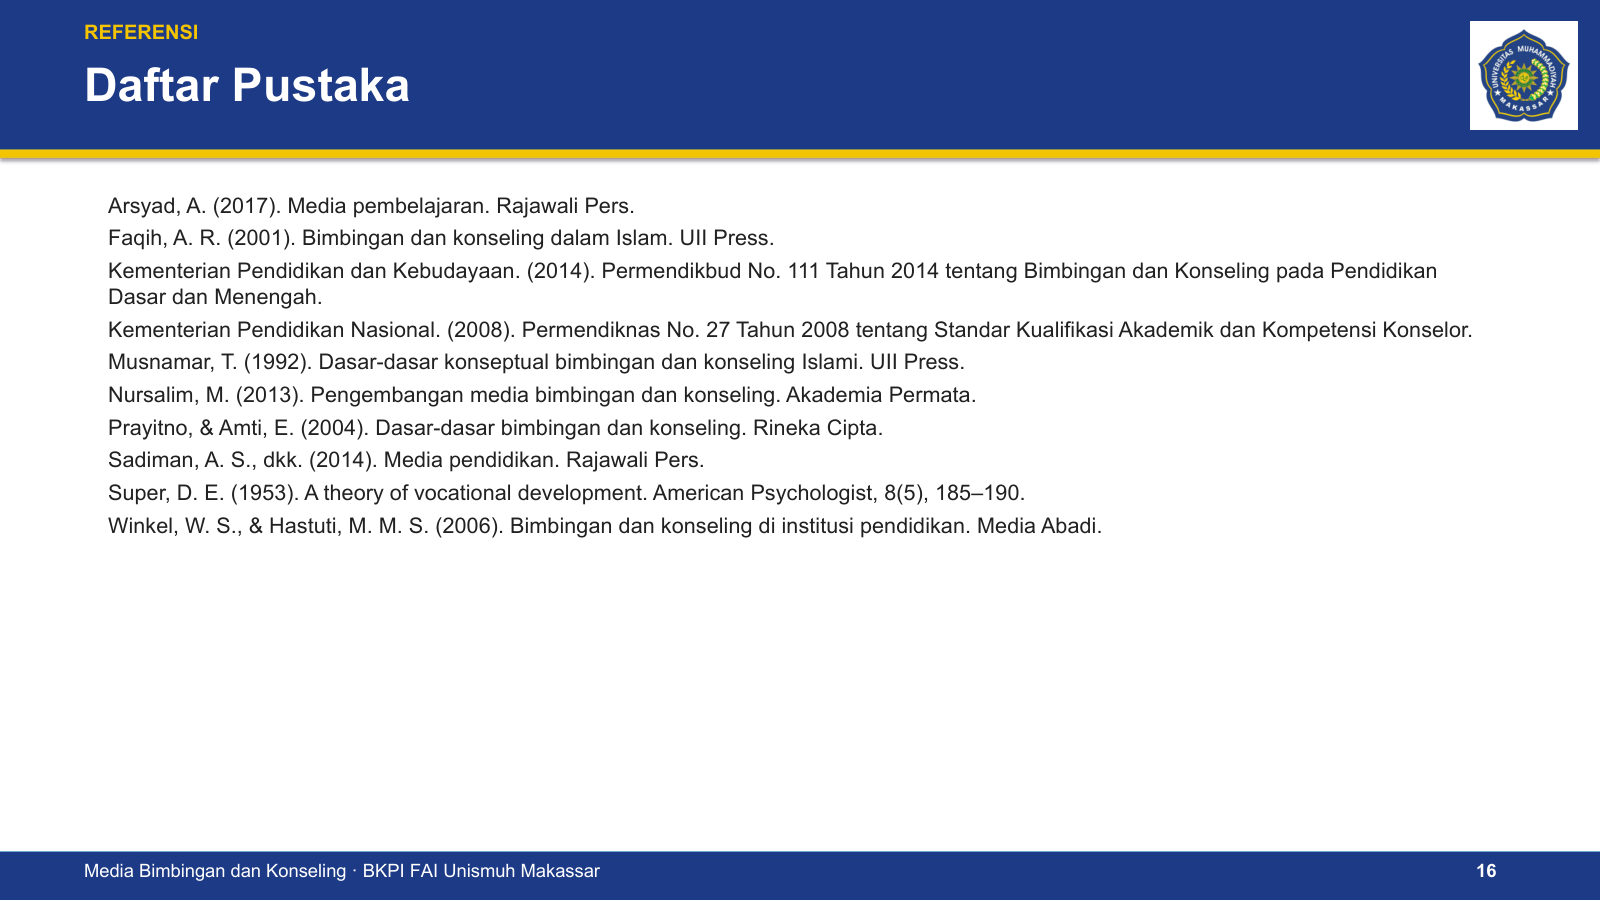 REFERENSI
Daftar Pustaka
UNIVERSITAS MUHAMMADIYAH
MAKASSAR
Arsyad, A. (2017). Media pembelajaran. Rajawali Pers.
Faqih, A. R. (2001). Bimbingan dan konseling dalam Islam. UII Press.
Kementerian Pendidikan dan Kebudayaan. (2014). Permendikbud No. 111 Tahun 2014 tentang Bimbingan dan Konseling pada Pendidikan
Dasar dan Menengah.
Kementerian Pendidikan Nasional. (2008). Permendiknas No. 27 Tahun 2008 tentang Standar Kualifikasi Akademik dan Kompetensi Konselor.
Musnamar, T. (1992). Dasar-dasar konseptual bimbingan dan konseling Islami. UII Press.
Nursalim, M. (2013). Pengembangan media bimbingan dan konseling. Akademia Permata.
Prayitno, & Amti, E. (2004). Dasar-dasar bimbingan dan konseling. Rineka Cipta.
Sadiman, A. S., dkk. (2014). Media pendidikan. Rajawali Pers.
Super, D. E. (1953). A theory of vocational development. American Psychologist, 8(5), 185–190.
Winkel, W. S., & Hastuti, M. M. S. (2006). Bimbingan dan konseling di institusi pendidikan. Media Abadi.
Media Bimbingan dan Konseling · BKPI FAI Unismuh Makassar
16